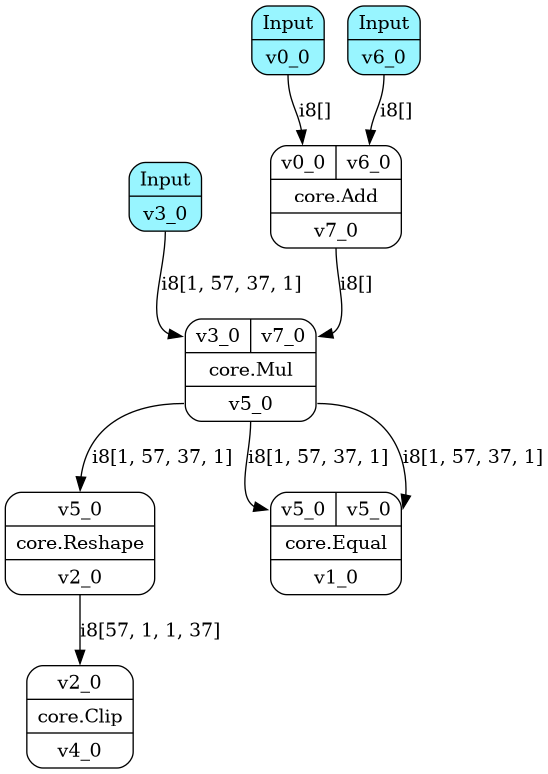 Input
v0_0
Input
v6_0
i8[]
i8[]
v0_0 v6_0
core.Add
v7_0
Input
v3_0
i8[1, 57, 37, 1]
i8[]
v3_0 v7_0
core.Mul
v5_0
i8[1, 57, 37, 1]
i8[1, 57, 37, 1]
i8[1, 57, 37, 1]
v5_0
core.Reshape
v2_0
v5_0 v5_0
core.Equal
v1_0
i8[57, 1, 1, 37]
v2_0
core.Clip
v4_0